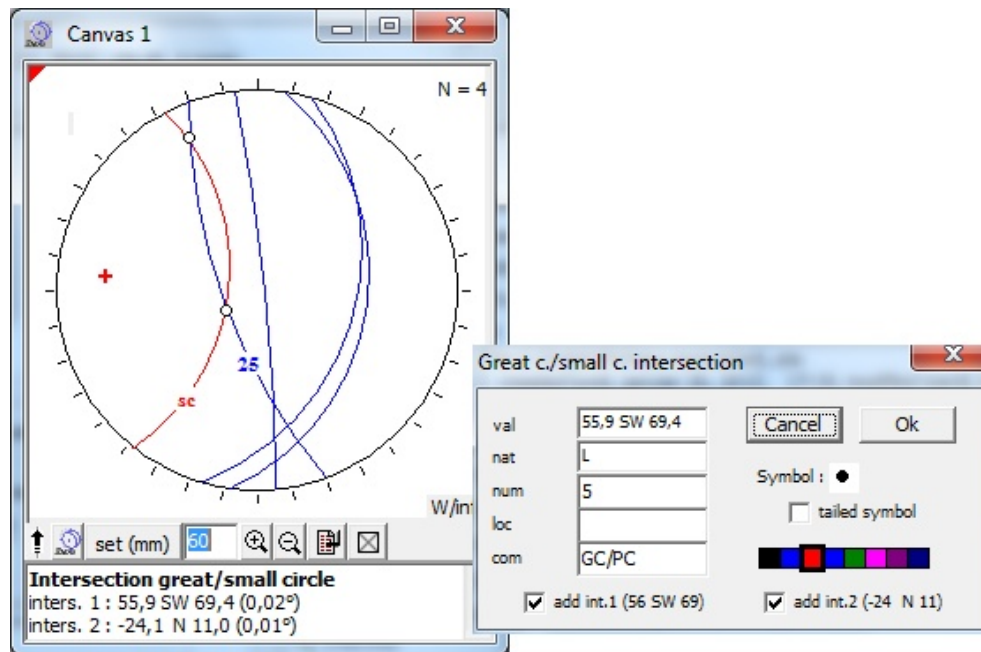 Canvas 1
N = 4
25
sc
W/in
set (mm) 60
Intersection great/small circle
inters. 1 : 55,9 SW 69,4 (0,02°)
inters. 2 : -24,1 N 11,0 (0,01°)
Great c./small c. intersection
val 55,9 SW 69,4
Cancel Ok
nat L
Symbol :
num 5
tailed symbol
loc
com GC/PC
add int.1 (56 SW 69) add int.2 (-24 N 11)